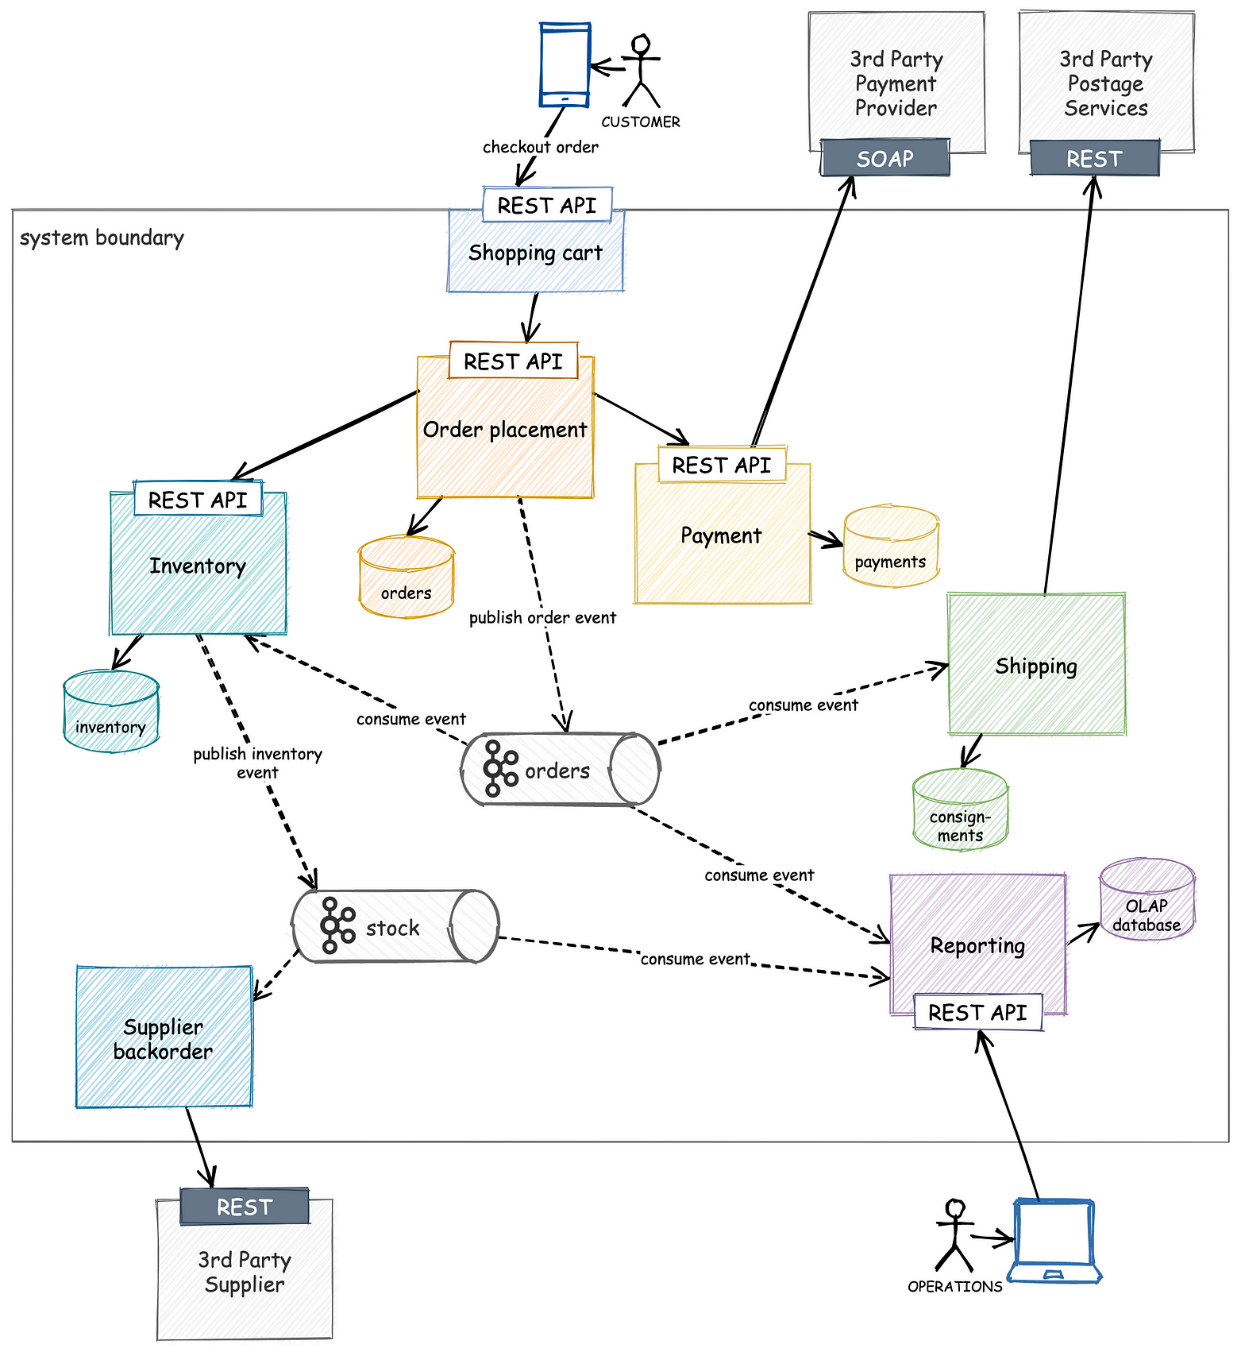 3rd Party
Payment
Provider
SOAP
3rd Party
Postage
Services
REST
CUSTOMER
checkout order
REST API
Shopping cart
system boundary
REST API
Order placement
REST API
Inventory
REST API
Payment
payments
orders
publish order event
inventory
consume event
consume event
Shipping
publish inventory
event
orders
consign-
ments
consume event
OLAP
database
stock
consume event
Reporting
REST API
Supplier
backorder
REST
3rd Party
Supplier
OPERATIONS